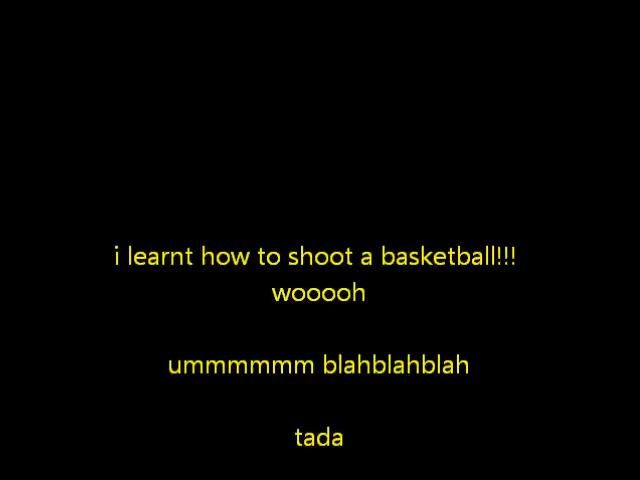 i learnt how to shoot a basketball!!!
wooooh
ummmmmm blahblahblah
tada